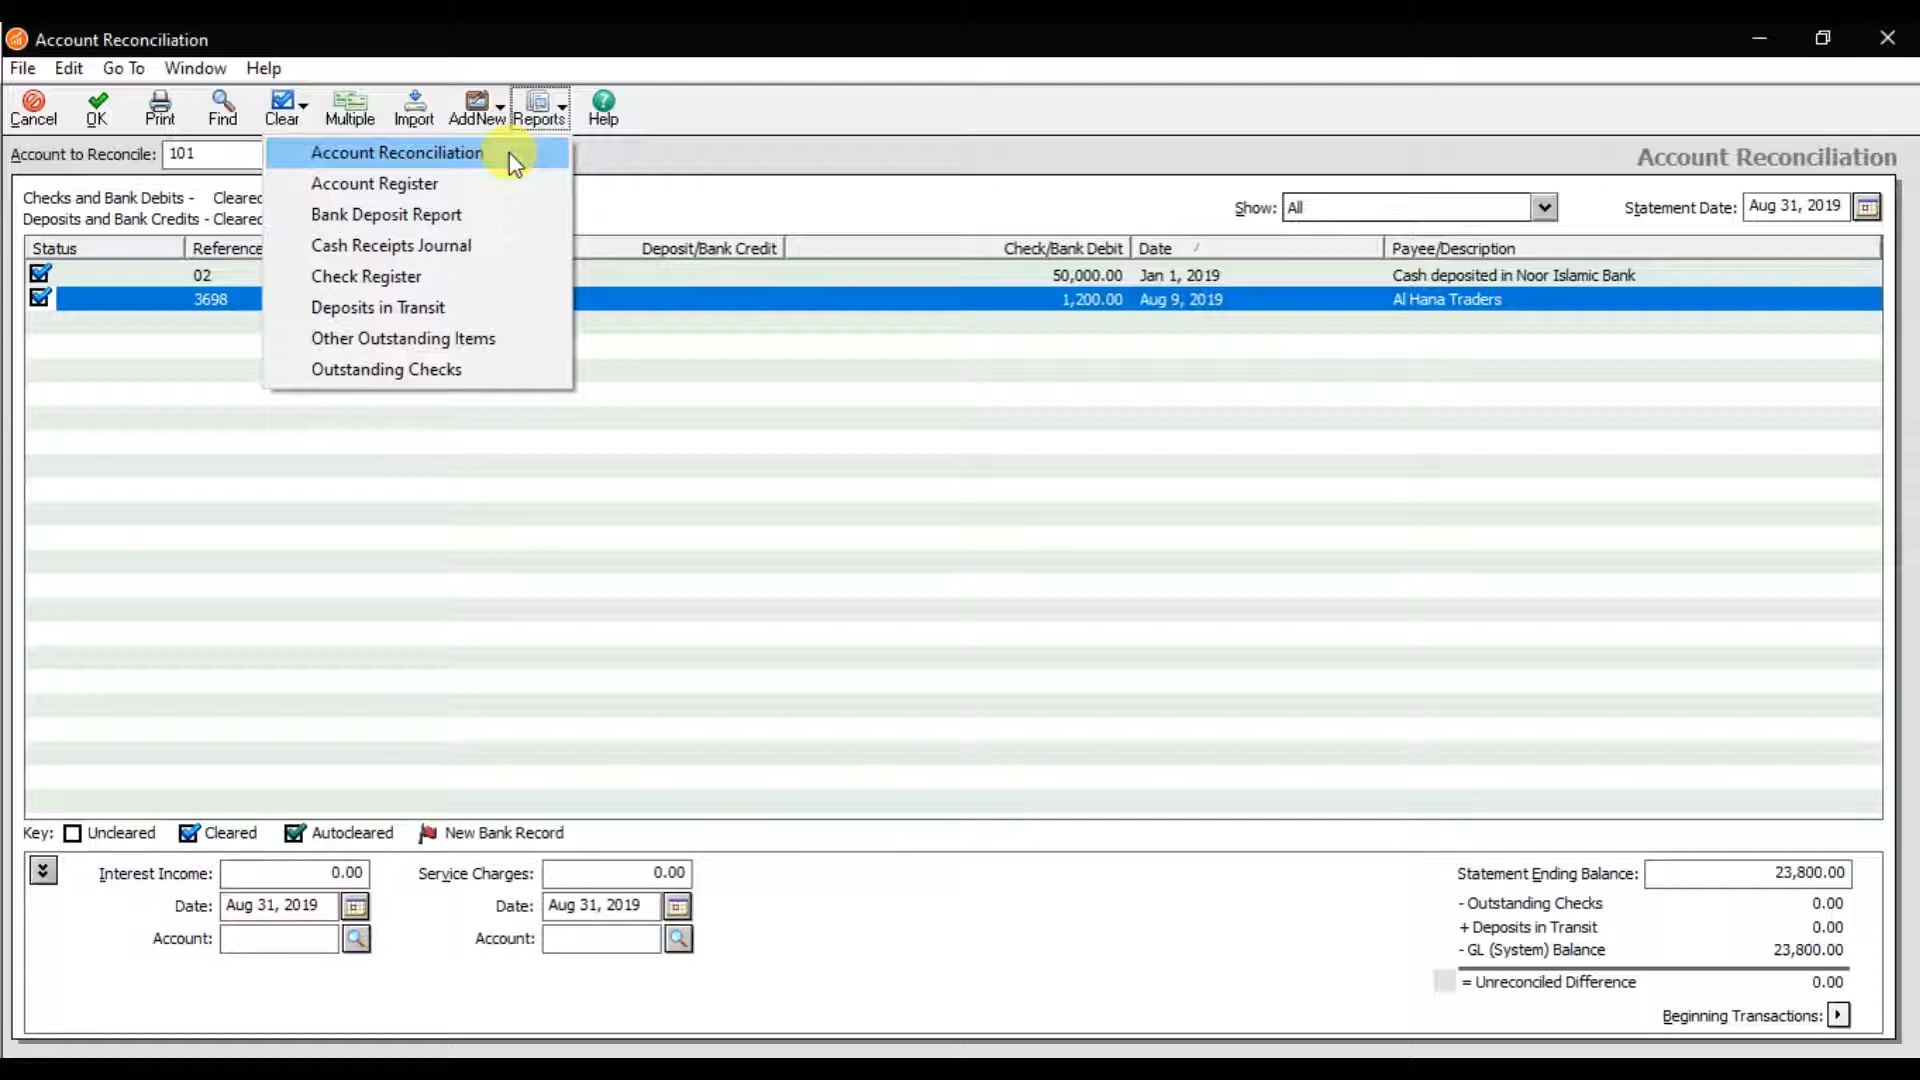 Account Reconciliation
File Edit Go To Window Help
Cancel OK Print Find Clear Multiple Import Add New Reports Help
Account to Reconcile: 101
Account Reconciliation
Account Reconciliation
Account Register
Bank Deposit Report
Cash Receipts Journal
Check Register
Deposits in Transit
Other Outstanding Items
Outstanding Checks
Checks and Bank Debits - Cleared
Deposits and Bank Credits - Cleared
Show: All
Statement Date: Aug 31, 2019
Status Reference Deposit/Bank Credit Check/Bank Debit Date Payee/Description
02 50,000.00 Jan 1, 2019 Cash deposited in Noor Islamic Bank
3698 1,200.00 Aug 9, 2019 Al Hana Traders
Key: Uncleared Cleared Autocleared New Bank Record
Interest Income: 0.00 Service Charges: 0.00
Date: Aug 31, 2019 Date: Aug 31, 2019
Account: Account:
Statement Ending Balance: 23,800.00
- Outstanding Checks 0.00
+ Deposits in Transit 0.00
- GL (System) Balance 23,800.00
= Unreconciled Difference 0.00
Beginning Transactions: